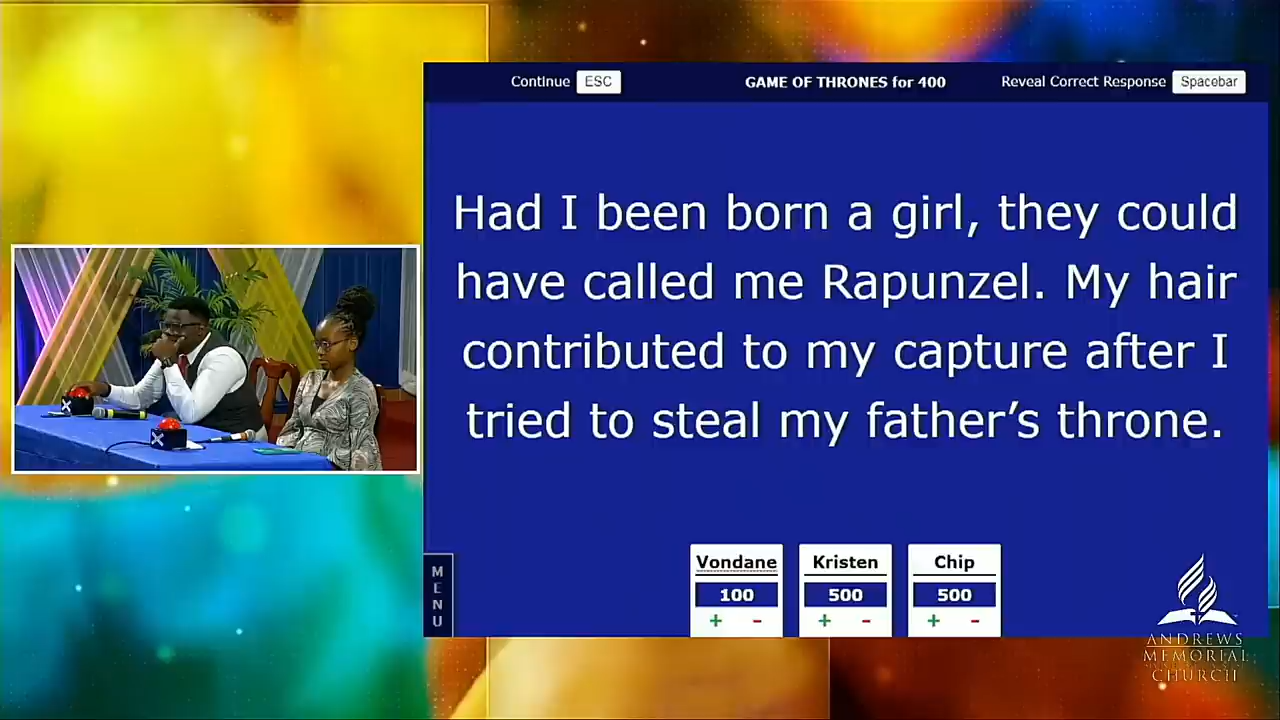 Continue ESC GAME OF THRONES for 400 Reveal Correct Response Spacebar
Had I been born a girl, they could
have called me Rapunzel. My hair
contributed to my capture after I
tried to steal my father’s throne.
MENU
Vondane Kristen Chip
100 500 500
+ - + - + -
ANDREWS
MEMORIAL
CHURCH